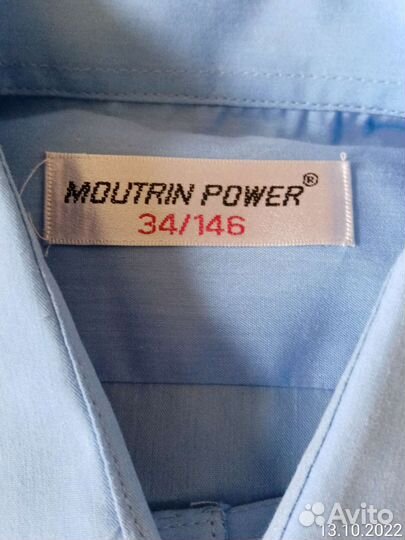 MOUTRIN POWER®
34/146
Avito
13.10.2022